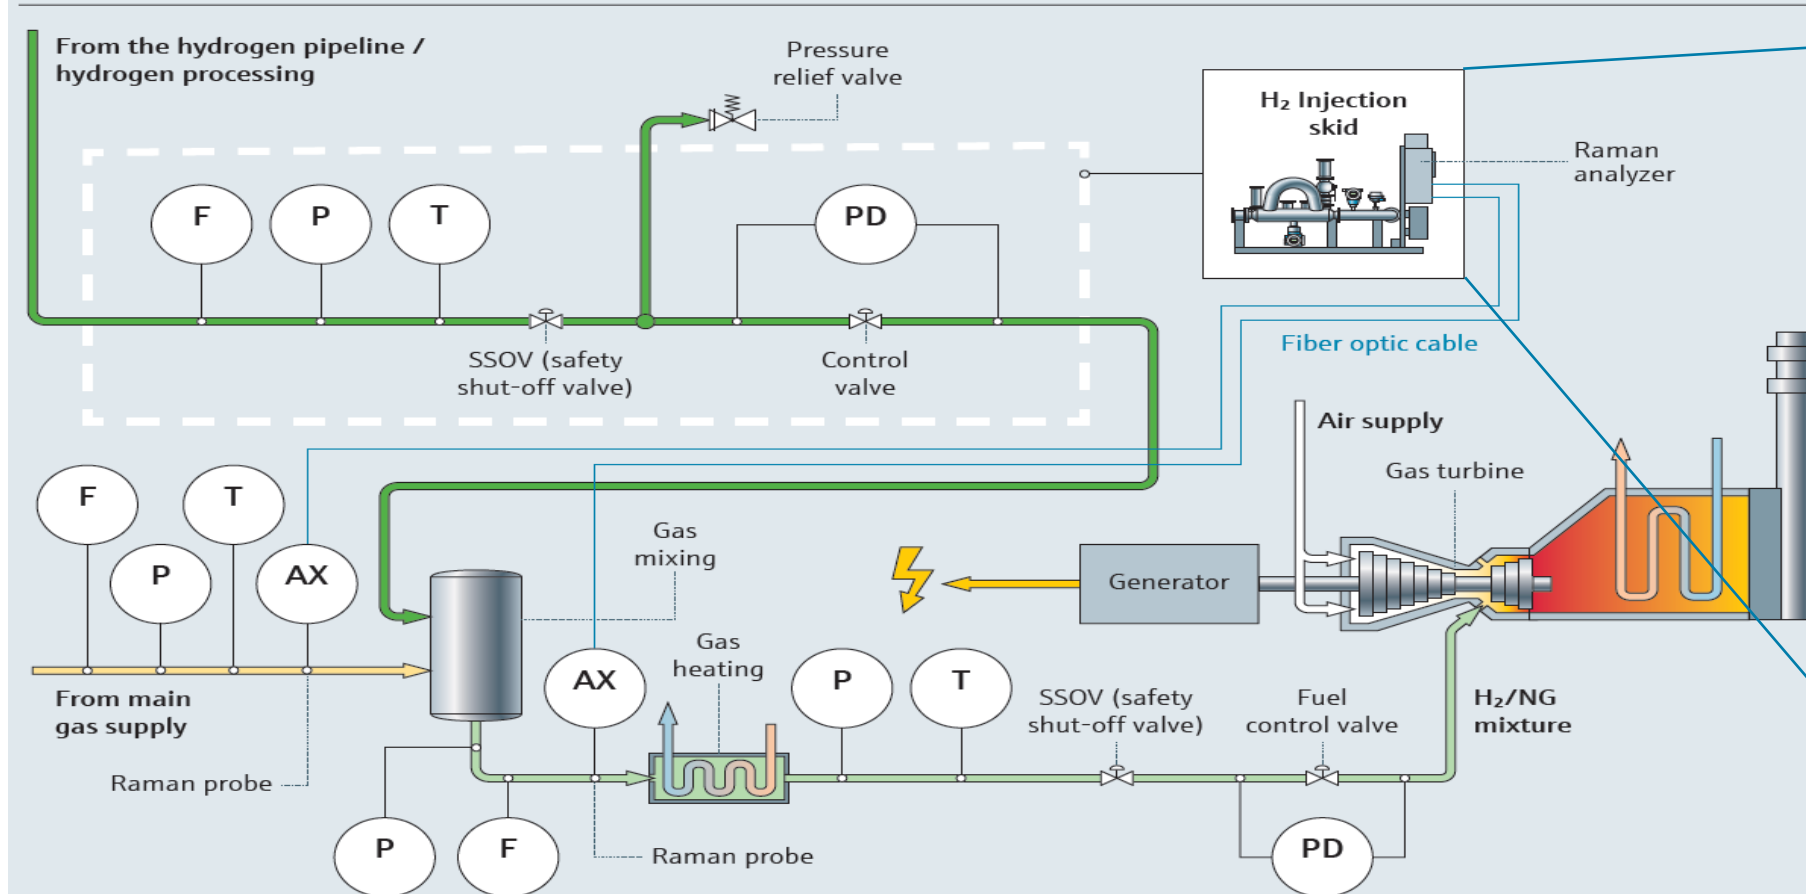 From the hydrogen pipeline /
hydrogen processing
Pressure
relief valve
H₂ Injection
skid
Raman
analyzer
F
P
T
PD
SSOV (safety
shut-off valve)
Control
valve
Fiber optic cable
Air supply
Gas turbine
F
T
P
AX
Gas
mixing
Generator
From main
gas supply
AX
Gas
heating
P
T
SSOV (safety
shut-off valve)
Fuel
control valve
H₂/NG
mixture
Raman probe
P
F
Raman probe
PD